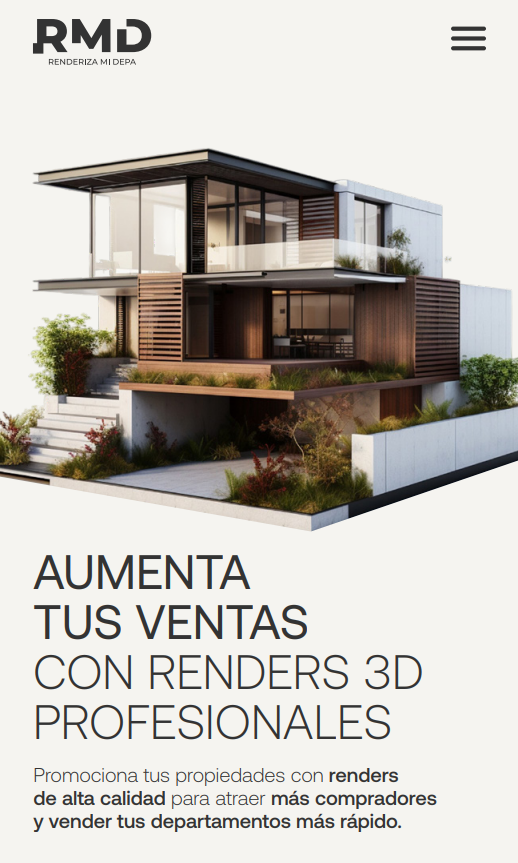 RMD
RENDERIZA MI DEPA
AUMENTA
TUS VENTAS
CON RENDERS 3D
PROFESIONALES
Promociona tus propiedades con renders
de alta calidad para atraer más compradores
y vender tus departamentos más rápido.